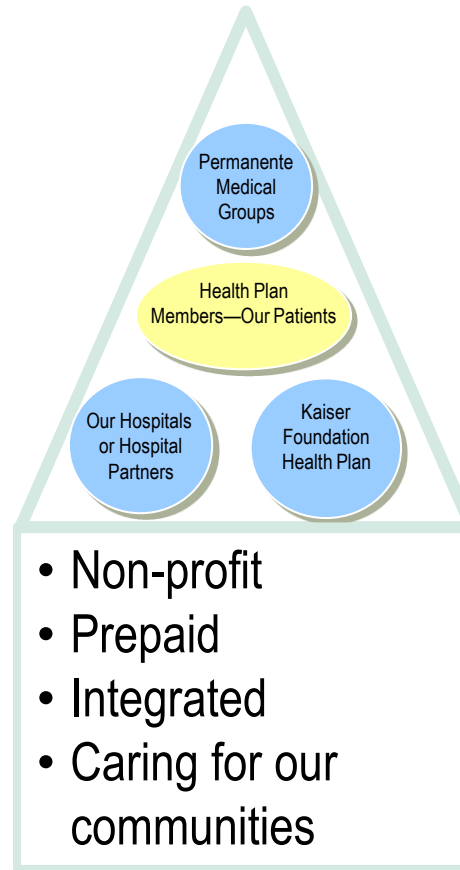 Permanente
Medical
Groups
Health Plan
Members—Our Patients
Our Hospitals
or Hospital
Partners
Kaiser
Foundation
Health Plan
• Non-profit
• Prepaid
• Integrated
• Caring for our
communities